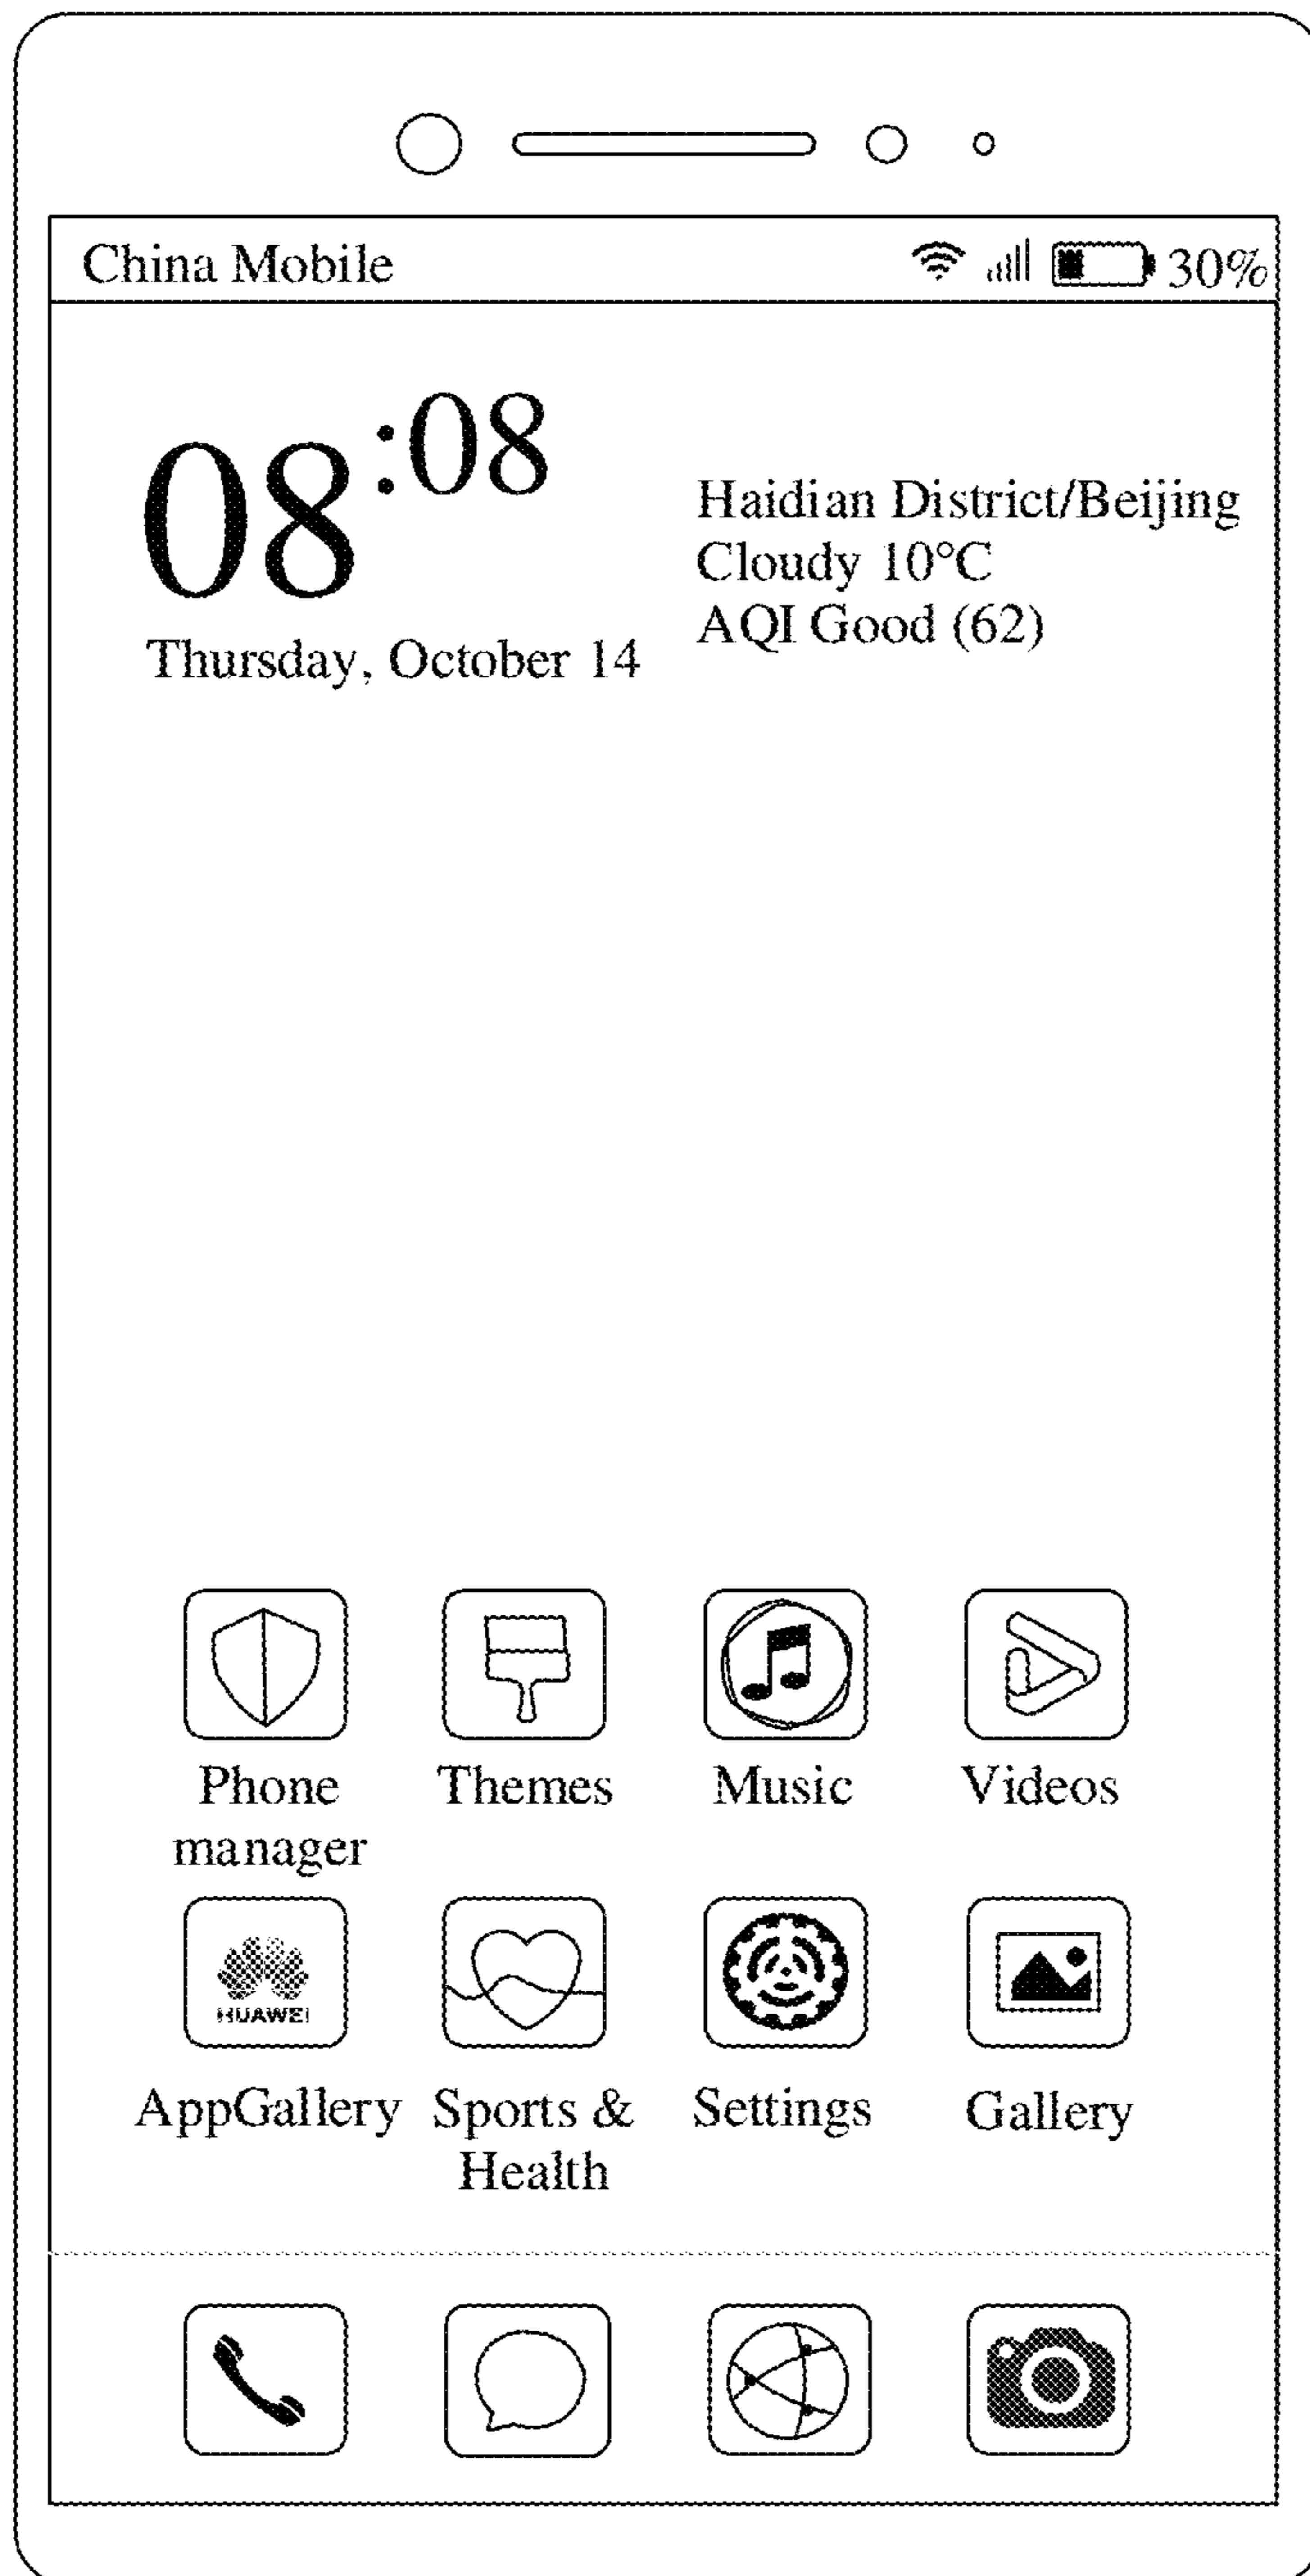 China Mobile 30%
08:08
Haidian District/Beijing
Cloudy 10°C
AQI Good (62)
Thursday, October 14
Phone manager
Themes
Music
Videos
HUAWEI
AppGallery
Sports &
Health
Settings
Gallery